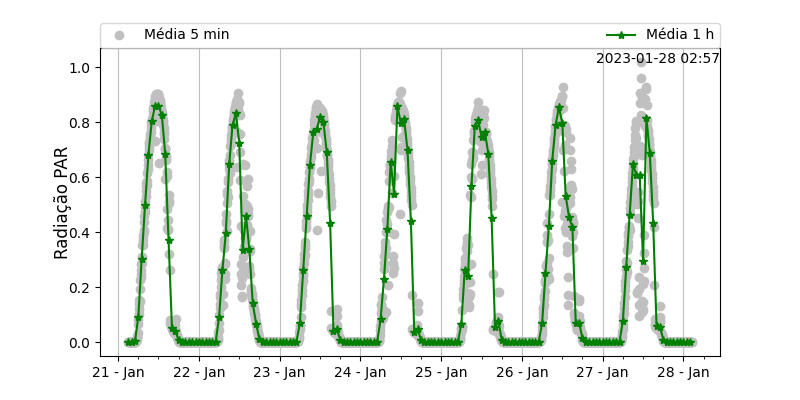 Média 5 min Média 1 h
2023-01-28 02:57
Radiação PAR
1.0
0.8
0.6
0.4
0.2
0.0
21 - Jan 22 - Jan 23 - Jan 24 - Jan 25 - Jan 26 - Jan 27 - Jan 28 - Jan